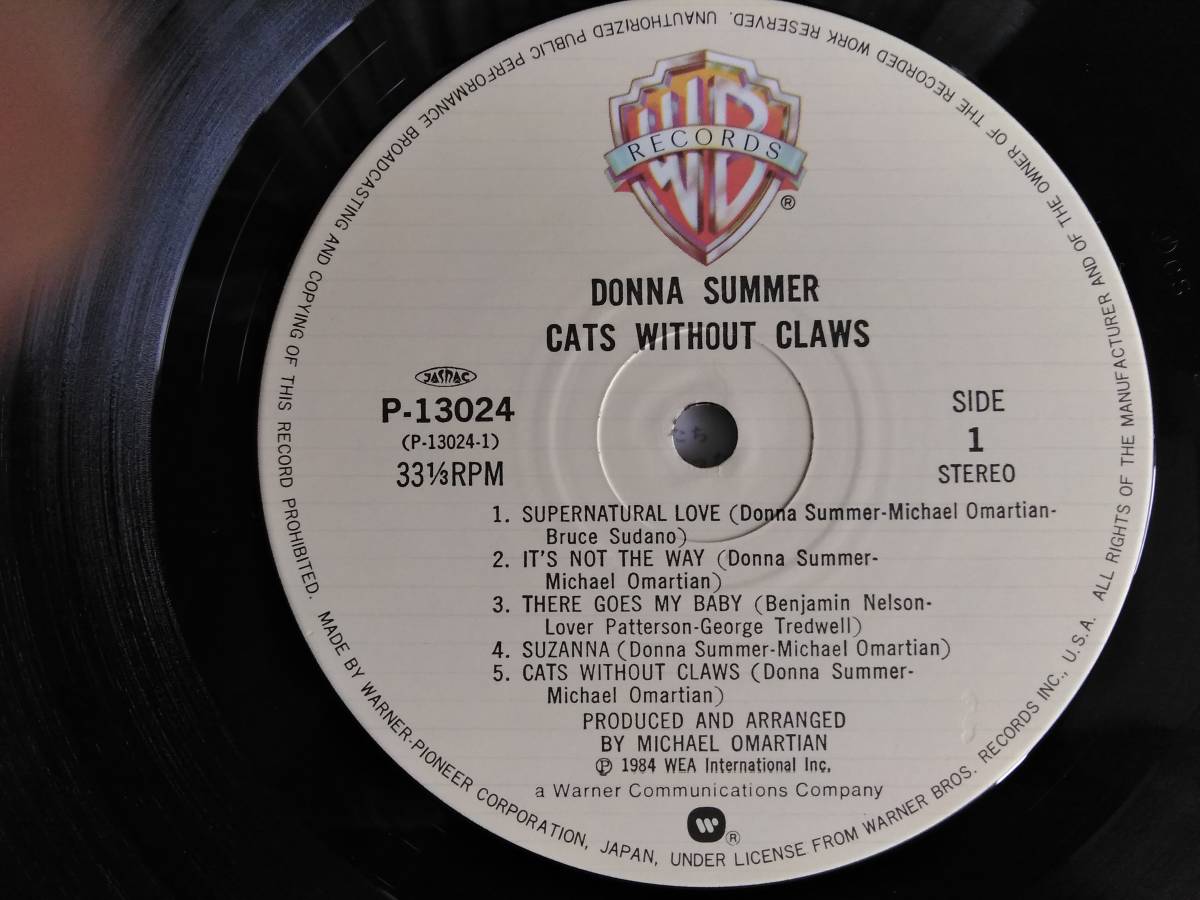 WB
RECORDS
®
DONNA SUMMER
CATS WITHOUT CLAWS
JASRAC
P-13024
(P-13024-1)
33⅓RPM
SIDE
1
STEREO
1. SUPERNATURAL LOVE (Donna Summer-Michael Omartian-
Bruce Sudano)
2. IT'S NOT THE WAY (Donna Summer-
Michael Omartian)
3. THERE GOES MY BABY (Benjamin Nelson-
Lover Patterson-George Tredwell)
4. SUZANNA (Donna Summer-Michael Omartian)
5. CATS WITHOUT CLAWS (Donna Summer-
Michael Omartian)
PRODUCED AND ARRANGED
BY MICHAEL OMARTIAN
℗ 1984 WEA International Inc.
a Warner Communications Company
®
MADE BY WARNER-PIONEER CORPORATION, JAPAN, UNDER LICENSE FROM WARNER BROS. RECORDS INC., U.S.A. ALL RIGHTS OF THE MANUFACTURER AND OF THE OWNER OF THE RECORDED WORK RESERVED. UNAUTHORIZED PUBLIC PERFORMANCE BROADCASTING AND COPYING OF THIS RECORD PROHIBITED.